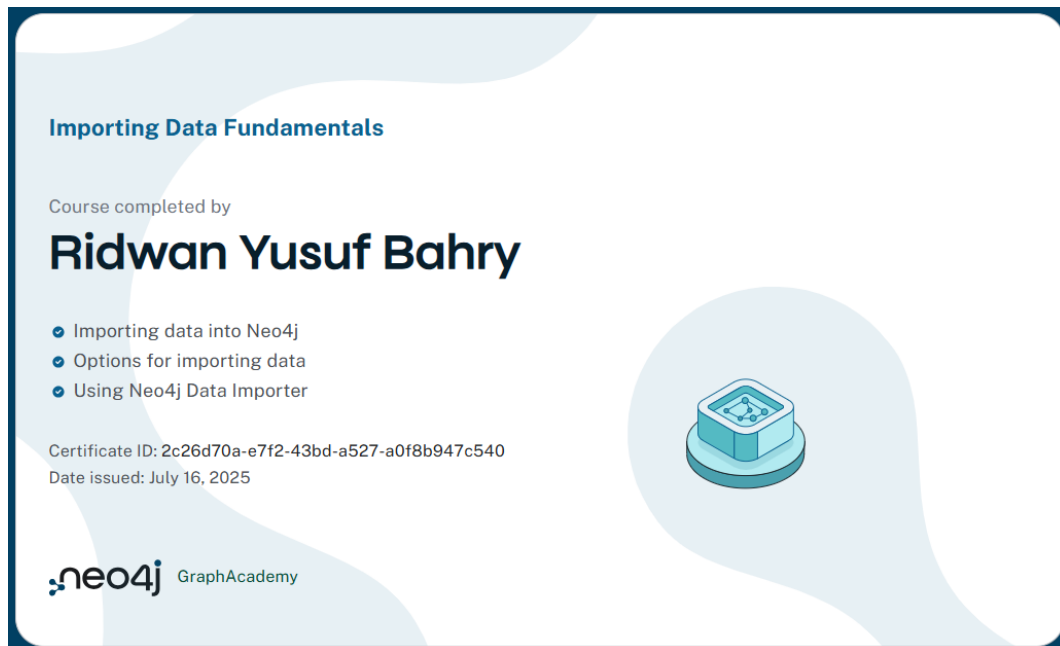 Importing Data Fundamentals
Course completed by
Ridwan Yusuf Bahry
Importing data into Neo4j
Options for importing data
Using Neo4j Data Importer
Certificate ID: 2c26d70a-e7f2-43bd-a527-a0f8b947c540
Date issued: July 16, 2025
neo4j GraphAcademy